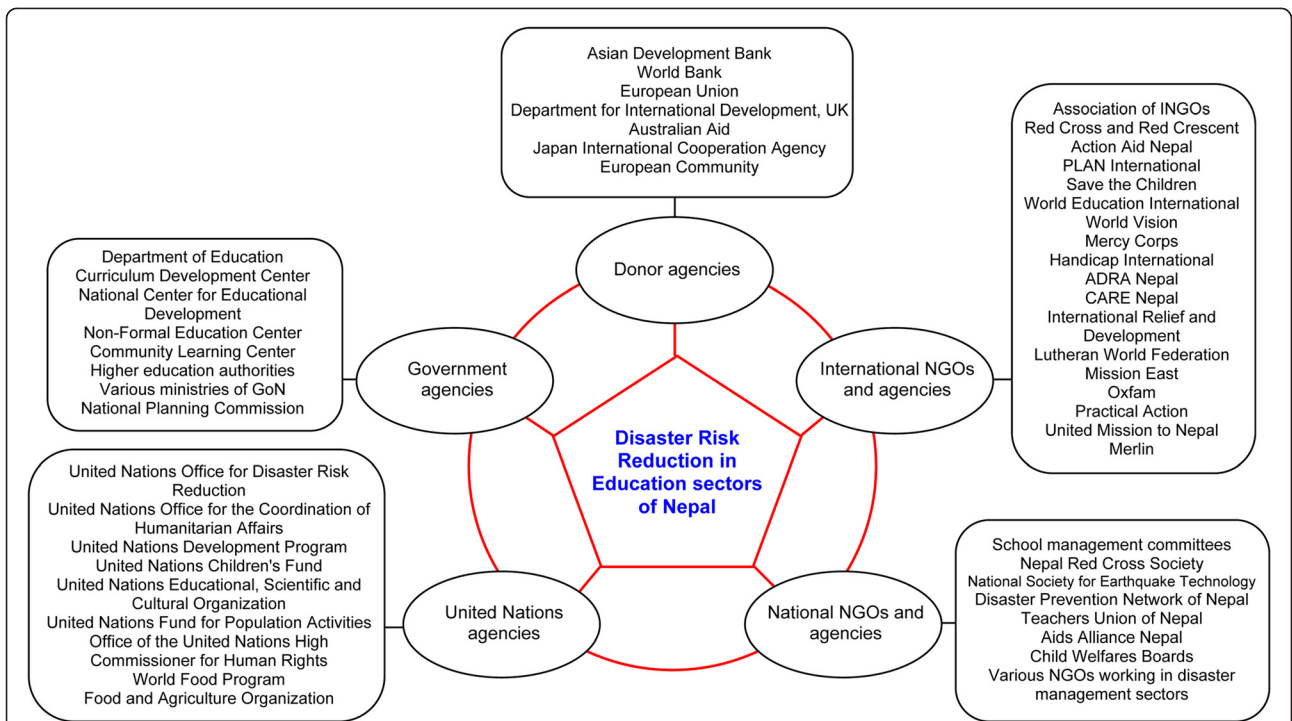 Asian Development Bank
World Bank
European Union
Department for International Development, UK
Australian Aid
Japan International Cooperation Agency
European Community
Donor agencies
Association of INGOs
Red Cross and Red Crescent
Action Aid Nepal
PLAN International
Save the Children
World Education International
World Vision
Mercy Corps
Handicap International
ADRA Nepal
CARE Nepal
International Relief and
Development
Lutheran World Federation
Mission East
Oxfam
Practical Action
United Mission to Nepal
Merlin
International NGOs
and agencies
Department of Education
Curriculum Development Center
National Center for Educational
Development
Non-Formal Education Center
Community Learning Center
Higher education authorities
Various ministries of GoN
National Planning Commission
Government
agencies
Disaster Risk
Reduction in
Education sectors
of Nepal
United Nations Office for Disaster Risk
Reduction
United Nations Office for the Coordination of
Humanitarian Affairs
United Nations Development Program
United Nations Children's Fund
United Nations Educational, Scientific and
Cultural Organization
United Nations Fund for Population Activities
Office of the United Nations High
Commissioner for Human Rights
World Food Program
Food and Agriculture Organization
United Nations
agencies
National NGOs and
agencies
School management committees
Nepal Red Cross Society
National Society for Earthquake Technology
Disaster Prevention Network of Nepal
Teachers Union of Nepal
Aids Alliance Nepal
Child Welfares Boards
Various NGOs working in disaster
management sectors